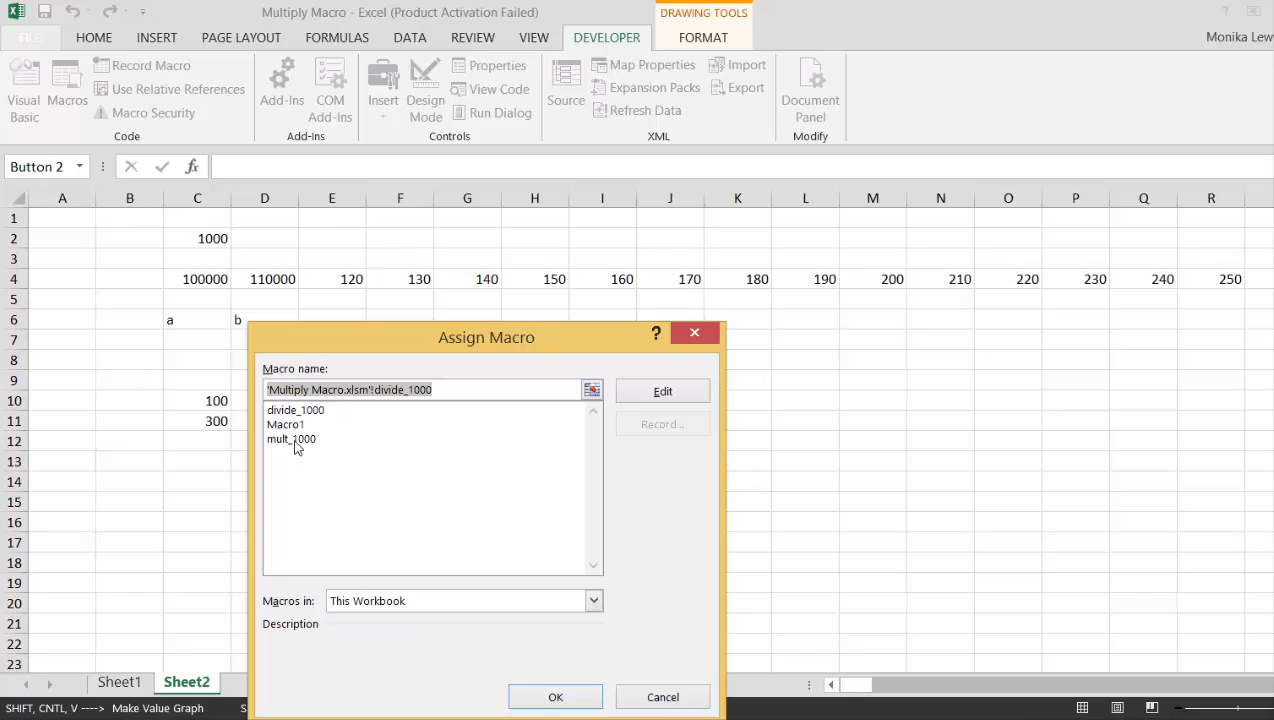 Multiply Macro - Excel (Product Activation Failed)
DRAWING TOOLS
?
FILE
HOME
INSERT
PAGE LAYOUT
FORMULAS
DATA
REVIEW
VIEW
DEVELOPER
FORMAT
Monika Lew
Visual Basic
Macros
Record Macro
Use Relative References
Macro Security
Code
Add-Ins
COM Add-Ins
Add-Ins
Insert
Design Mode
Properties
View Code
Run Dialog
Controls
Source
Map Properties
Expansion Packs
Refresh Data
Import
Export
XML
Document Panel
Modify
Button 2
fx
A B C D E F G H I J K L M N O P Q R
1
2 1000
3
4 100000 110000 120 130 140 150 160 170 180 190 200 210 220 230 240 250
5
6 a b
7
8
9
10 100
11 300
12
13
14
15
16
17
18
19
20
21
22
23
Assign Macro
?
Macro name:
'Multiply Macro.xlsm'!divide_1000
divide_1000
Macro1
mult_1000
Edit
Record...
Macros in:
This Workbook
Description
OK
Cancel
Sheet1
Sheet2
SHIFT, CNTL, V ----> Make Value Graph
S